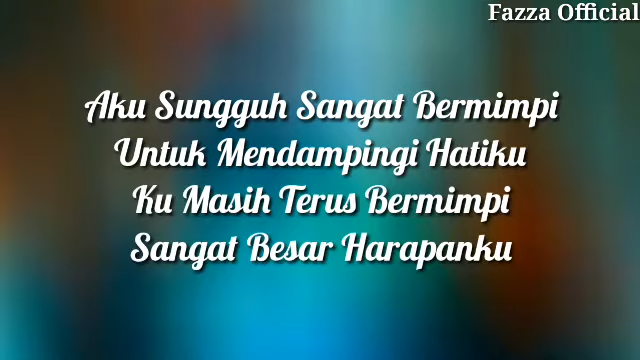 Fazza Official
Aku Sungguh Sangat Bermimpi
Untuk Mendampingi Hatiku
Ku Masih Terus Bermimpi
Sangat Besar Harapanku